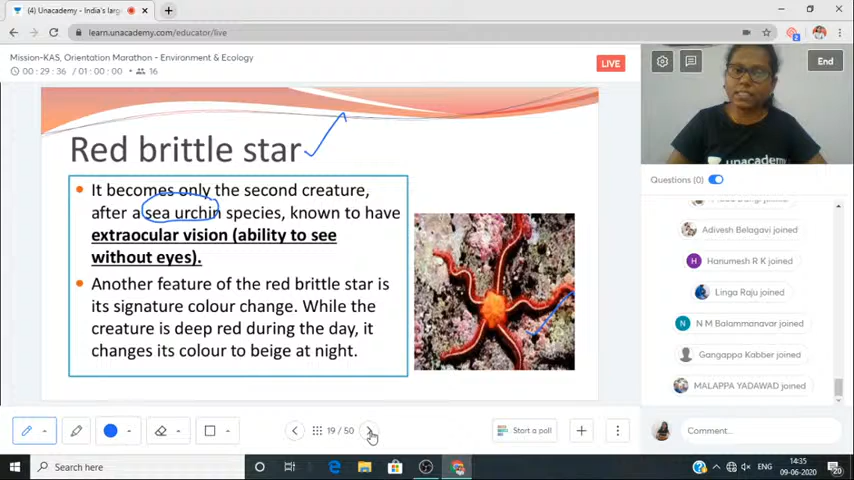 (4) Unacademy - India's larg
learn.unacademy.com/educator/live
Mission-KAS, Orientation Marathon - Environment & Ecology
00 : 29 : 36 / 01 : 00 : 00 • 16
LIVE
End
Red brittle star
It becomes only the second creature,
after a sea urchin species, known to have
extraocular vision (ability to see
without eyes).
Another feature of the red brittle star is
its signature colour change. While the
creature is deep red during the day, it
changes its colour to beige at night.
unacademy
Questions (0)
Adivesh Belagavi joined
H Hanumesh R K joined
Linga Raju joined
N N M Balammanavar joined
Gangappa Kabber joined
MALAPPA YADAWAD joined
19 / 50
Start a poll
Comment...
Search here
ENG
14:35
09-06-2020
20